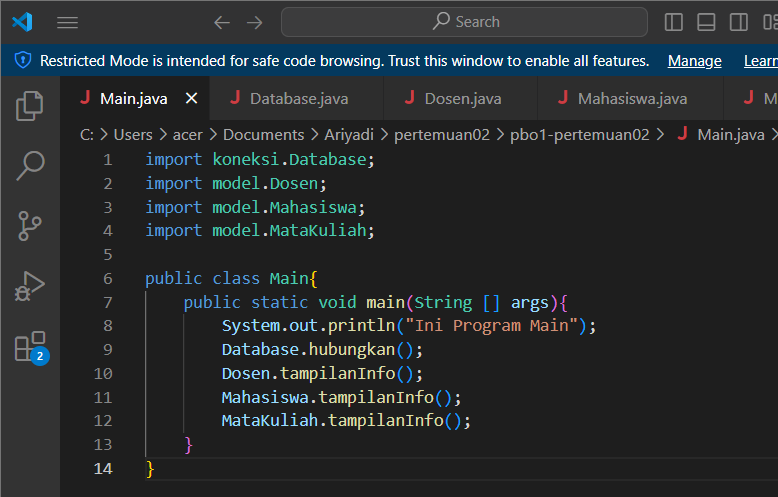 Search
Restricted Mode is intended for safe code browsing. Trust this window to enable all features. Manage Learn
Main.java Database.java Dosen.java Mahasiswa.java M
C: > Users > acer > Documents > Ariyadi > pertemuan02 > pbo1-pertemuan02 > Main.java >
1 import koneksi.Database;
2 import model.Dosen;
3 import model.Mahasiswa;
4 import model.MataKuliah;
5
6 public class Main{
7 public static void main(String [] args){
8 System.out.println("Ini Program Main");
9 Database.hubungkan();
10 Dosen.tampilanInfo();
11 Mahasiswa.tampilanInfo();
12 MataKuliah.tampilanInfo();
13 }
14 }
2